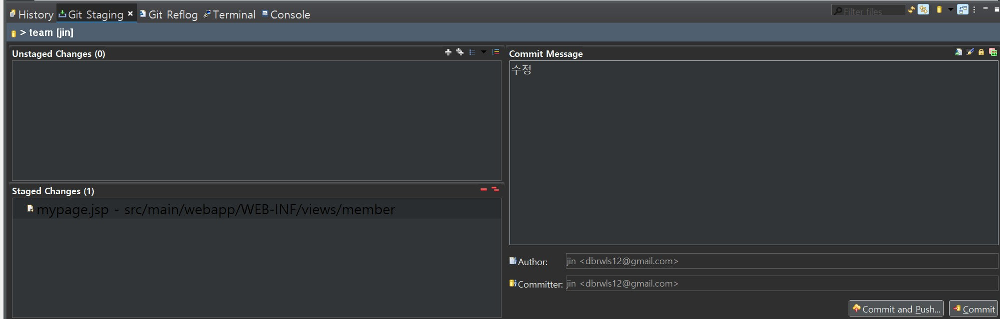 History
Git Staging
Git Reflog
Terminal
Console
Filter files
> team [jin]
Unstaged Changes (0)
Staged Changes (1)
mypage.jsp - src/main/webapp/WEB-INF/views/member
Commit Message
수정
Author: jin <dbrwls12@gmail.com>
Committer: jin <dbrwls12@gmail.com>
Commit and Push...
Commit